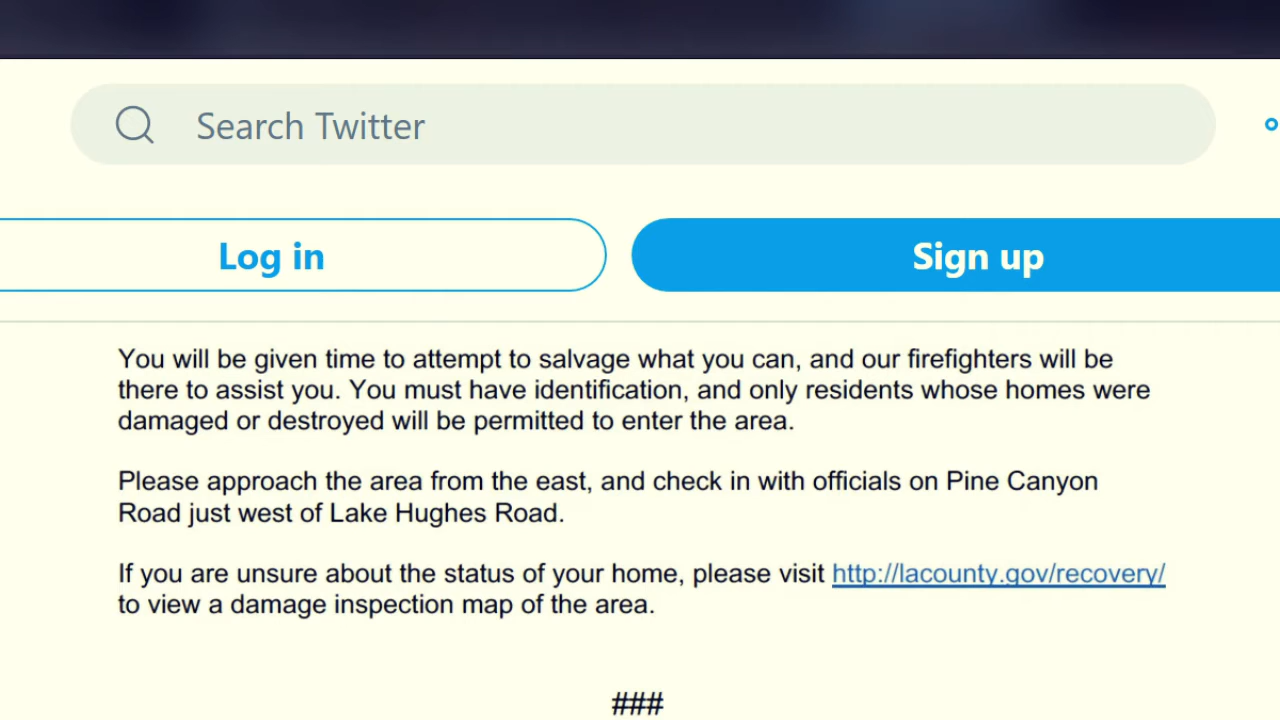 Search Twitter
Log in
Sign up
You will be given time to attempt to salvage what you can, and our firefighters will be
there to assist you. You must have identification, and only residents whose homes were
damaged or destroyed will be permitted to enter the area.
Please approach the area from the east, and check in with officials on Pine Canyon
Road just west of Lake Hughes Road.
If you are unsure about the status of your home, please visit http://lacounty.gov/recovery/
to view a damage inspection map of the area.
###